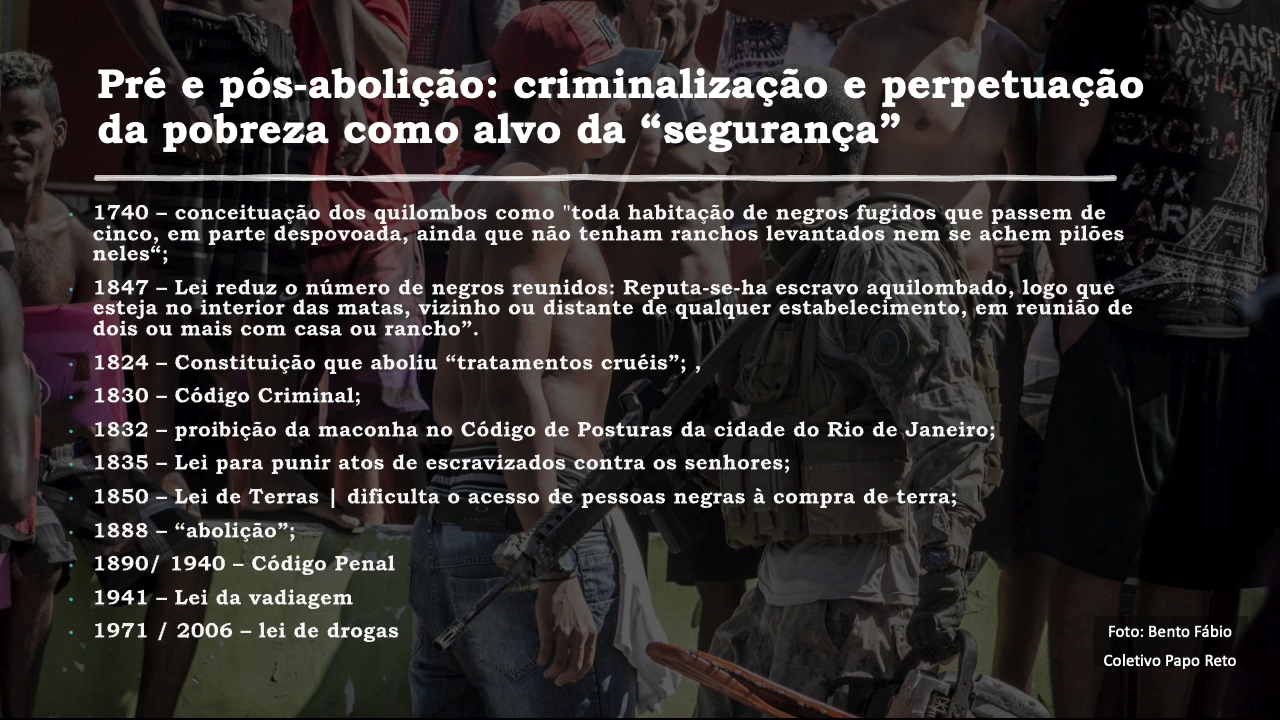 Pré e pós-abolição: criminalização e perpetuação
da pobreza como alvo da “segurança”
• 1740 – conceituação dos quilombos como "toda habitação de negros fugidos que passem de
cinco, em parte despovoada, ainda que não tenham ranchos levantados nem se achem pilões
neles“;
• 1847 – Lei reduz o número de negros reunidos: Reputa-se-ha escravo aquilombado, logo que
esteja no interior das matas, vizinho ou distante de qualquer estabelecimento, em reunião de
dois ou mais com casa ou rancho”.
• 1824 – Constituição que aboliu “tratamentos cruéis”; ,
• 1830 – Código Criminal;
• 1832 – proibição da maconha no Código de Posturas da cidade do Rio de Janeiro;
• 1835 – Lei para punir atos de escravizados contra os senhores;
• 1850 – Lei de Terras | dificulta o acesso de pessoas negras à compra de terra;
• 1888 – “abolição”;
• 1890/ 1940 – Código Penal
• 1941 – Lei da vadiagem
• 1971 / 2006 – lei de drogas
Foto: Bento Fábio
Coletivo Papo Reto